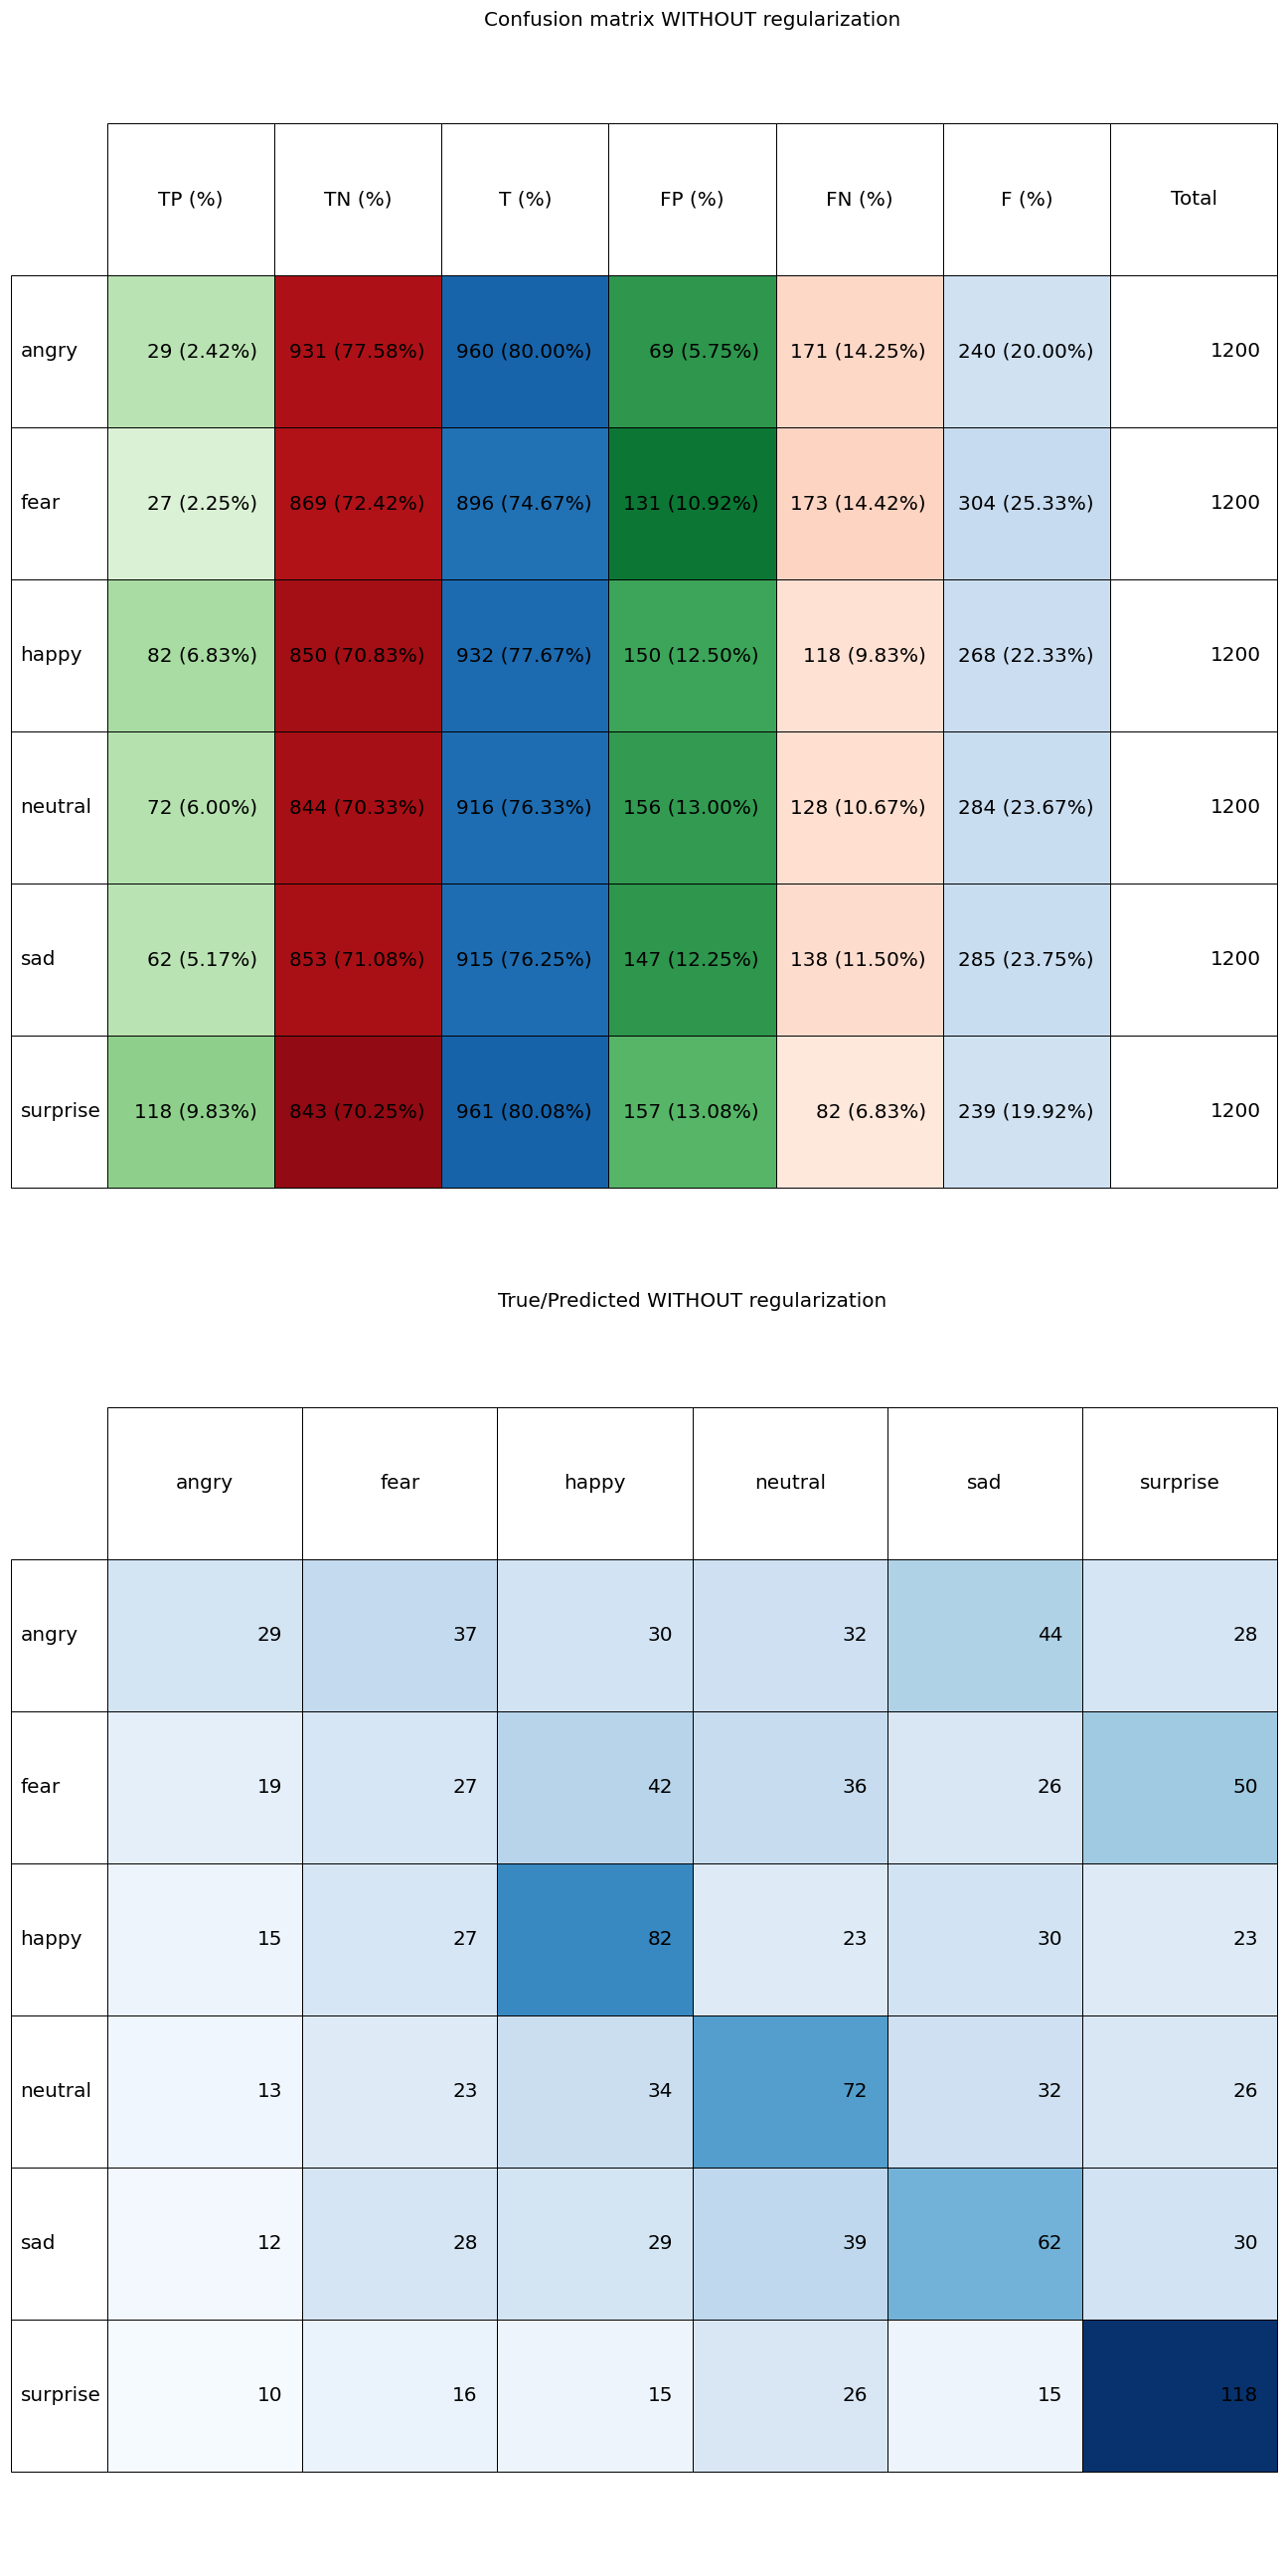 Confusion matrix WITHOUT regularization
TP (%) TN (%) T (%) FP (%) FN (%) F (%) Total
angry 29 (2.42%) 931 (77.58%) 960 (80.00%) 69 (5.75%) 171 (14.25%) 240 (20.00%) 1200
fear 27 (2.25%) 869 (72.42%) 896 (74.67%) 131 (10.92%) 173 (14.42%) 304 (25.33%) 1200
happy 82 (6.83%) 850 (70.83%) 932 (77.67%) 150 (12.50%) 118 (9.83%) 268 (22.33%) 1200
neutral 72 (6.00%) 844 (70.33%) 916 (76.33%) 156 (13.00%) 128 (10.67%) 284 (23.67%) 1200
sad 62 (5.17%) 853 (71.08%) 915 (76.25%) 147 (12.25%) 138 (11.50%) 285 (23.75%) 1200
surprise 118 (9.83%) 843 (70.25%) 961 (80.08%) 157 (13.08%) 82 (6.83%) 239 (19.92%) 1200
True/Predicted WITHOUT regularization
angry fear happy neutral sad surprise
angry 29 37 30 32 44 28
fear 19 27 42 36 26 50
happy 15 27 82 23 30 23
neutral 13 23 34 72 32 26
sad 12 28 29 39 62 30
surprise 10 16 15 26 15 118